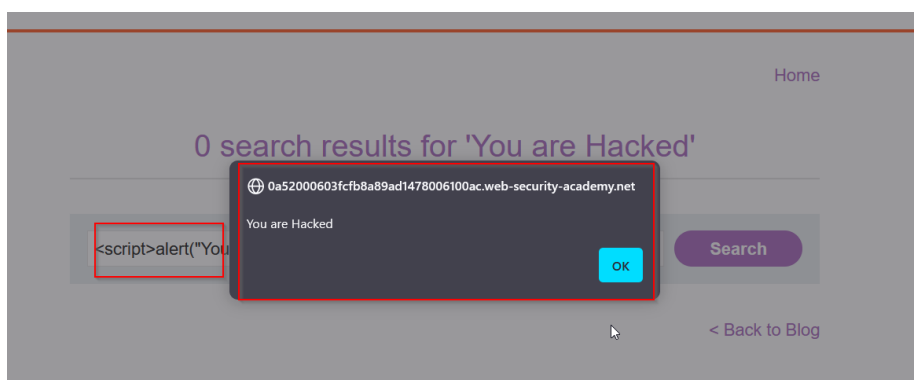 Home
0 search results for 'You are Hacked'
0a52000603fcfb8a89ad1478006100ac.web-security-academy.net
You are Hacked
<script>alert("You
Search
OK
< Back to Blog